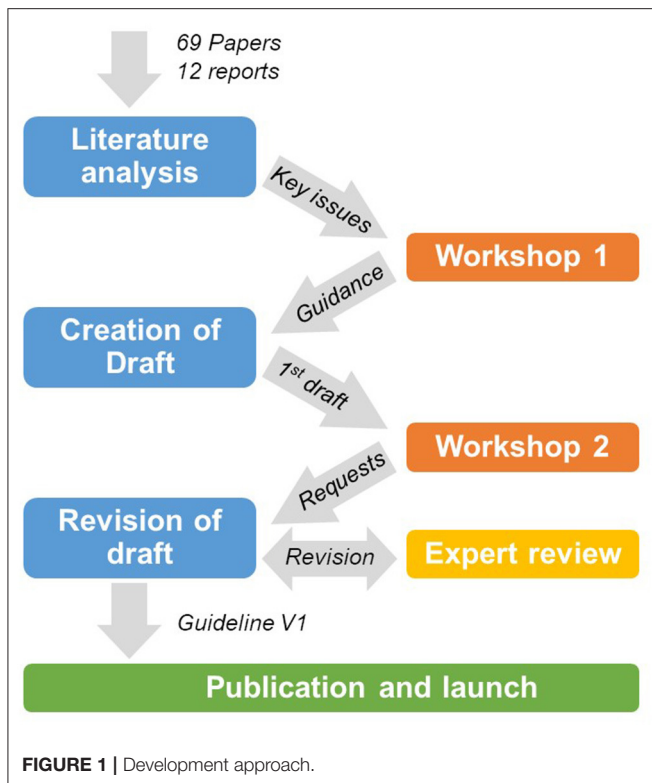 69 Papers
12 reports
Literature
analysis
Key issues
Workshop 1
Guidance
Creation of
Draft
1st draft
Workshop 2
Requests
Revision of
draft
Revision
Expert review
Guideline V1
Publication and launch
FIGURE 1 | Development approach.